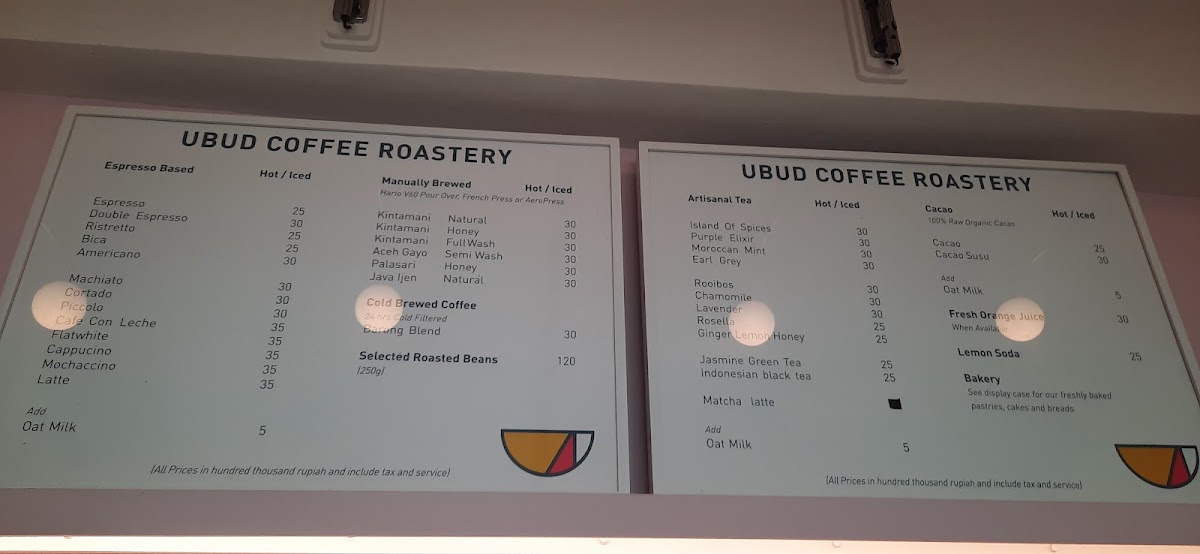 UBUD COFFEE ROASTERY
Espresso Based Hot / Iced
Espresso 25
Double Espresso 30
Ristretto 25
Bica 25
Americano 30
Machiato 30
Cortado 30
Piccolo 30
Cafe Con Leche 35
Flatwhite 35
Cappucino 35
Mochaccino 35
Latte 35
Add
Oat Milk 5
Manually Brewed Hot / Iced
Hario V60 Pour Over, French Press or AeroPress
Kintamani Natural 30
Kintamani Honey 30
Kintamani Full Wash 30
Aceh Gayo Semi Wash 30
Palasari Honey 30
Java Ijen Natural 30
Cold Brewed Coffee
24 hrs Cold Filtered
Barong Blend 30
Selected Roasted Beans 120
(250g)
(All Prices in hundred thousand rupiah and include tax and service)
UBUD COFFEE ROASTERY
Artisanal Tea Hot / Iced
Island Of Spices 30
Purple Elixir 30
Moroccan Mint 30
Earl Grey 30
Rooibos 30
Chamomile 30
Lavender 30
Rosella 25
Ginger Lemon Honey 25
Jasmine Green Tea 25
Indonesian black tea 25
Matcha latte
Add
Oat Milk 5
Cacao Hot / Iced
100% Raw Organic Cacao
Cacao 25
Cacao Susu 30
Add
Oat Milk 5
Fresh Orange Juice 30
When Available
Lemon Soda 25
Bakery
See display case for our freshly baked
pastries, cakes and breads
(All Prices in hundred thousand rupiah and include tax and service)